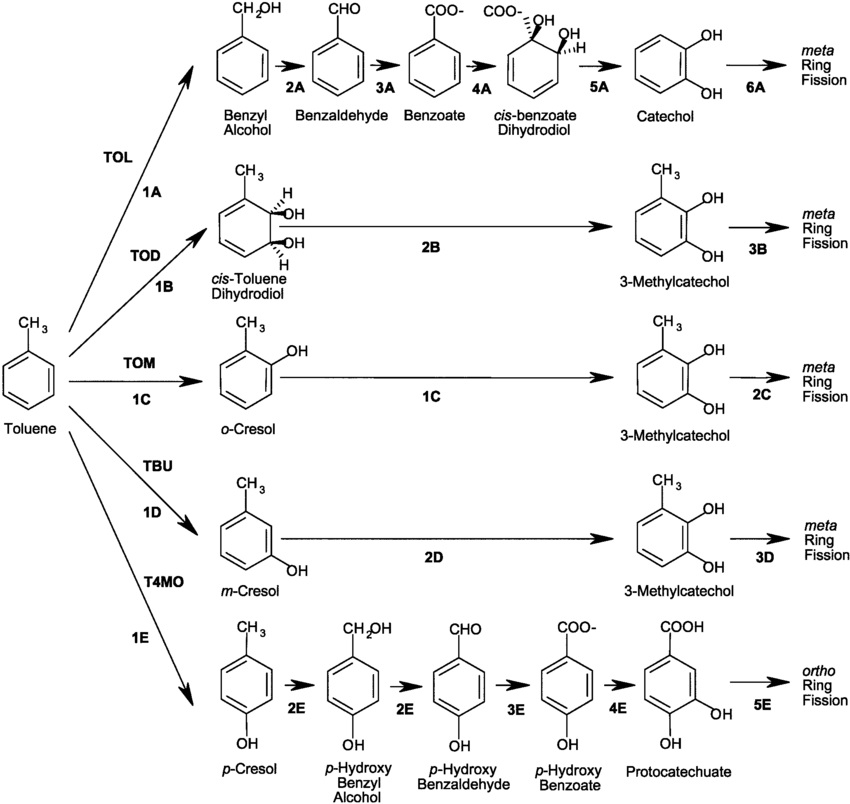 CH2OH
CHO
COO-
COO-
OH
OH
H
OH
OH
2A
3A
4A
5A
6A
meta
Ring
Fission
Benzyl
Alcohol
Benzaldehyde
Benzoate
cis-benzoate
Dihydrodiol
Catechol
TOL
1A
CH3
H
OH
OH
H
cis-Toluene
Dihydrodiol
TOD
1B
2B
CH3
OH
OH
3-Methylcatechol
3B
meta
Ring
Fission
CH3
Toluene
TOM
1C
CH3
OH
o-Cresol
1C
CH3
OH
OH
3-Methylcatechol
2C
meta
Ring
Fission
TBU
1D
CH3
OH
m-Cresol
2D
CH3
OH
OH
3-Methylcatechol
3D
meta
Ring
Fission
T4MO
1E
CH3
OH
p-Cresol
2E
CH2OH
OH
p-Hydroxy
Benzyl
Alcohol
2E
CHO
OH
p-Hydroxy
Benzaldehyde
3E
COO-
OH
p-Hydroxy
Benzoate
4E
COOH
OH
OH
Protocatechuate
5E
ortho
Ring
Fission